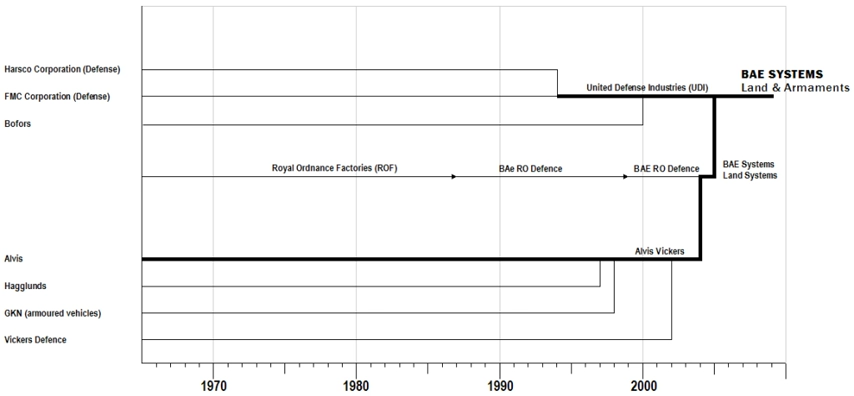 Harsco Corporation (Defense)
FMC Corporation (Defense)
Bofors
United Defense Industries (UDI)
BAE SYSTEMS
Land & Armaments
Royal Ordnance Factories (ROF)
BAe RO Defence
BAE RO Defence
BAE Systems
Land Systems
Alvis
Alvis Vickers
Hagglunds
GKN (armoured vehicles)
Vickers Defence
1970
1980
1990
2000